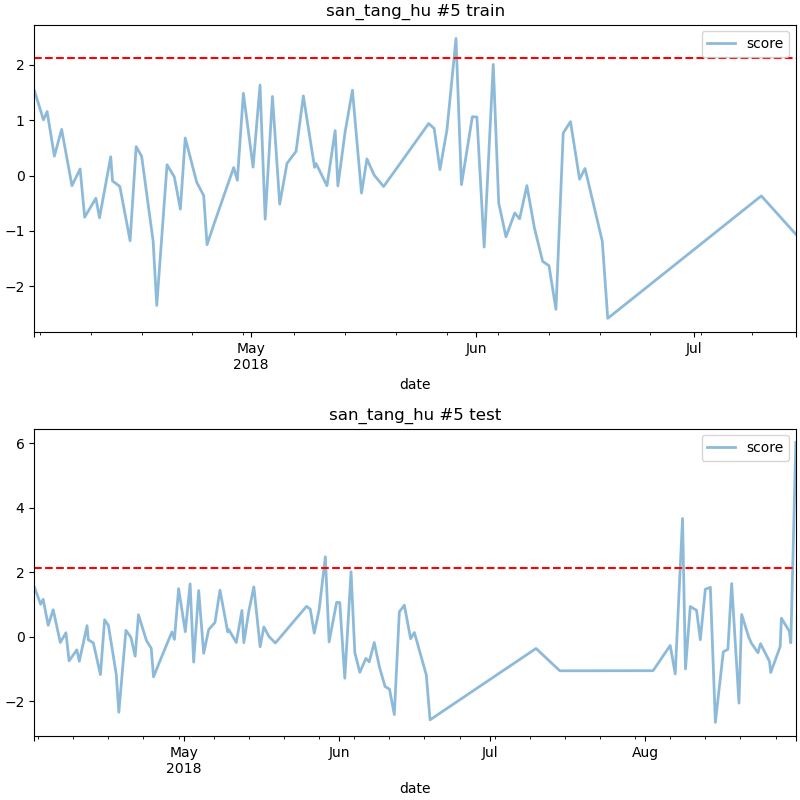 san_tang_hu #5 train
score
2
1
0
−1
−2
May
2018
Jun
Jul
date
san_tang_hu #5 test
score
6
4
2
0
−2
May
2018
Jun
Jul
Aug
date